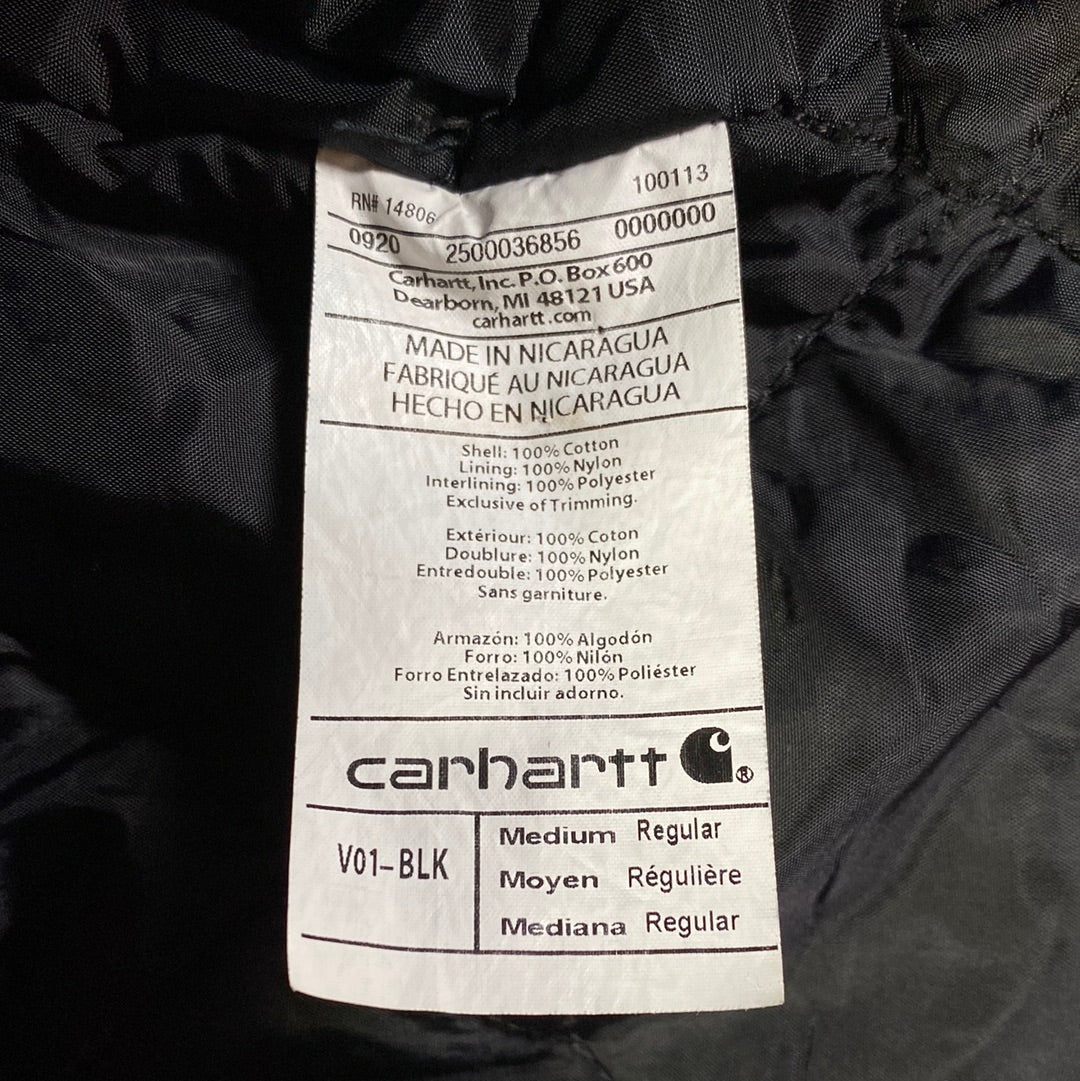 RN# 14806 100113
0920 2500036856 0000000
Carhartt, Inc. P.O. Box 600
Dearborn, MI 48121 USA
carhartt.com
MADE IN NICARAGUA
FABRIQUÉ AU NICARAGUA
HECHO EN NICARAGUA
Shell: 100% Cotton
Lining: 100% Nylon
Interlining: 100% Polyester
Exclusive of Trimming.
Extériour: 100% Coton
Doublure: 100% Nylon
Entredouble: 100% Polyester
Sans garniture.
Armazón: 100% Algodón
Forro: 100% Nilón
Forro Entrelazado: 100% Poliéster
Sin incluir adorno.
carhartt ®
V01-BLK
Medium Regular
Moyen Régulière
Mediana Regular